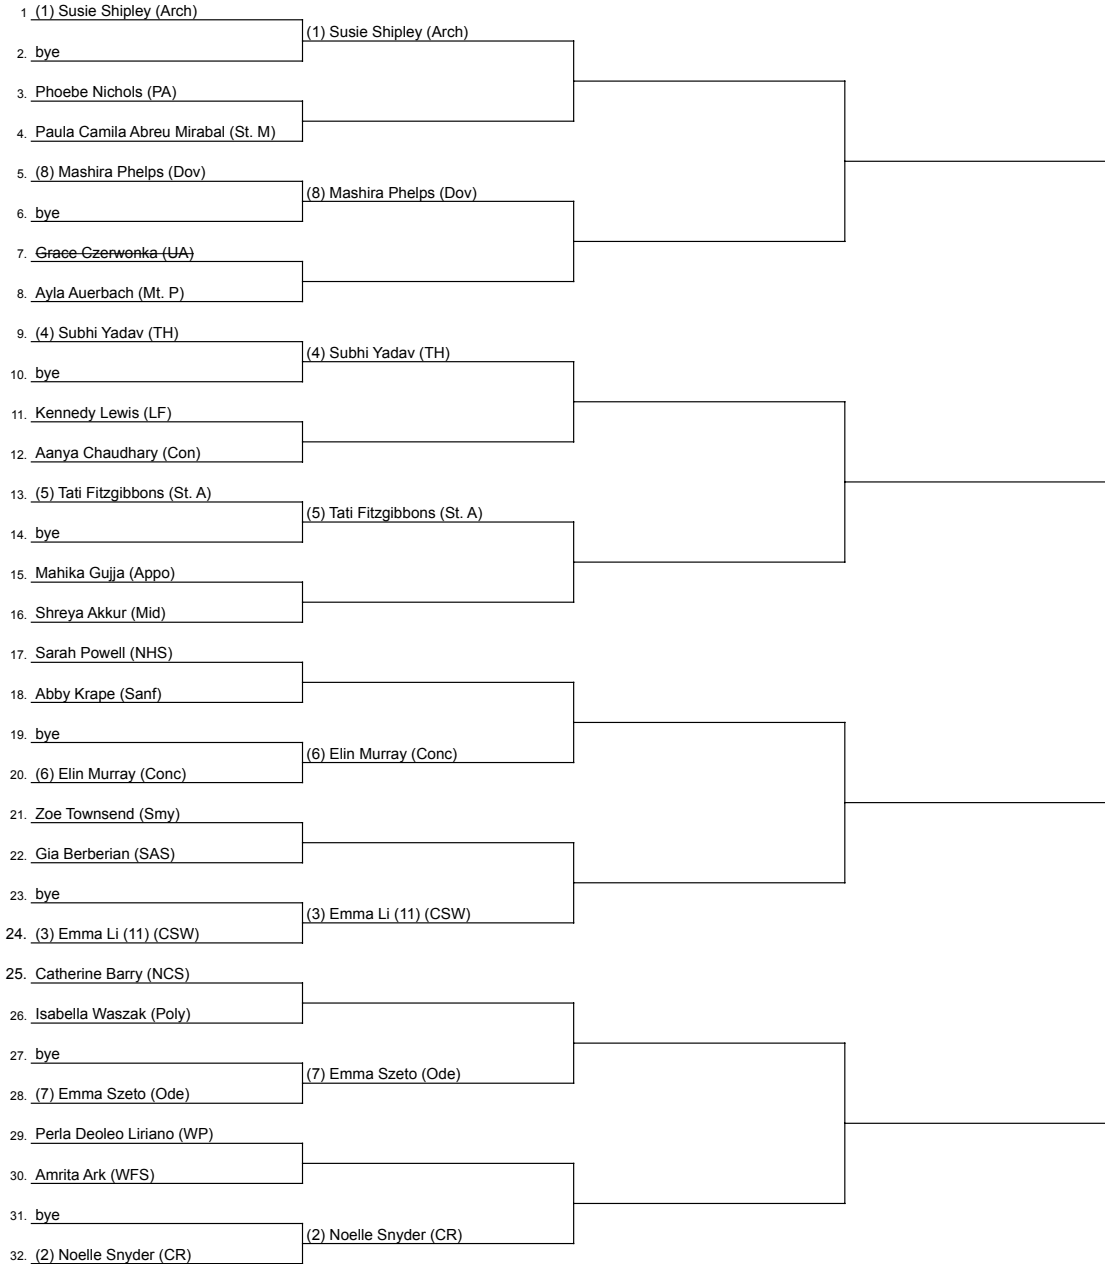 1 (1) Susie Shipley (Arch)
(1) Susie Shipley (Arch)
2. bye
3. Phoebe Nichols (PA)
4. Paula Camila Abreu Mirabal (St. M)
5. (8) Mashira Phelps (Dov)
(8) Mashira Phelps (Dov)
6. bye
7. Grace Czerwonka (UA)
8. Ayla Auerbach (Mt. P)
9. (4) Subhi Yadav (TH)
(4) Subhi Yadav (TH)
10. bye
11. Kennedy Lewis (LF)
12. Aanya Chaudhary (Con)
13. (5) Tati Fitzgibbons (St. A)
(5) Tati Fitzgibbons (St. A)
14. bye
15. Mahika Gujja (Appo)
16. Shreya Akkur (Mid)
17. Sarah Powell (NHS)
18. Abby Krape (Sanf)
19. bye
(6) Elin Murray (Conc)
20. (6) Elin Murray (Conc)
21. Zoe Townsend (Smy)
22. Gia Berberian (SAS)
23. bye
(3) Emma Li (11) (CSW)
24. (3) Emma Li (11) (CSW)
25. Catherine Barry (NCS)
26. Isabella Waszak (Poly)
27. bye
(7) Emma Szeto (Ode)
28. (7) Emma Szeto (Ode)
29. Perla Deoleo Liriano (WP)
30. Amrita Ark (WFS)
31. bye
(2) Noelle Snyder (CR)
32. (2) Noelle Snyder (CR)